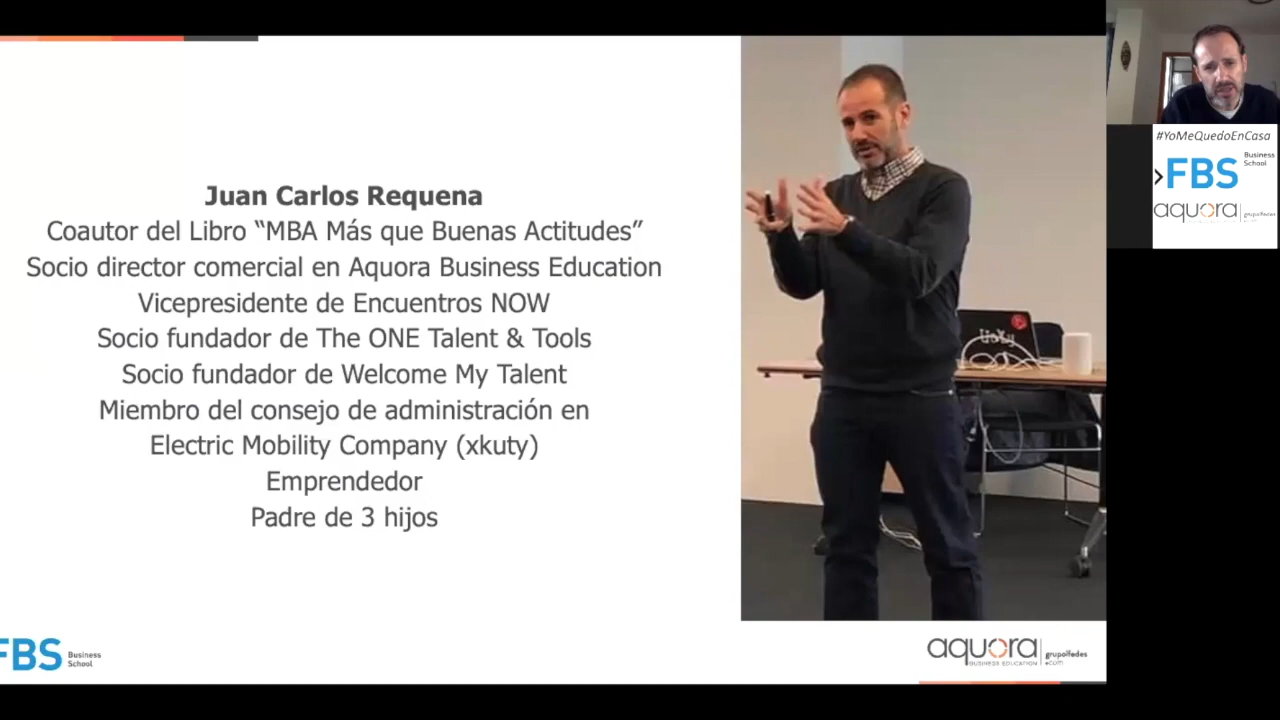 Juan Carlos Requena
Coautor del Libro “MBA Más que Buenas Actitudes”
Socio director comercial en Aquora Business Education
Vicepresidente de Encuentros NOW
Socio fundador de The ONE Talent & Tools
Socio fundador de Welcome My Talent
Miembro del consejo de administración en
Electric Mobility Company (xkuty)
Emprendedor
Padre de 3 hijos
FBS Business
School
aquora
BUSINESS EDUCATION
grupoifedes
.com
#YoMeQuedoEnCasa
FBS Business
School
aquora grupoifedes